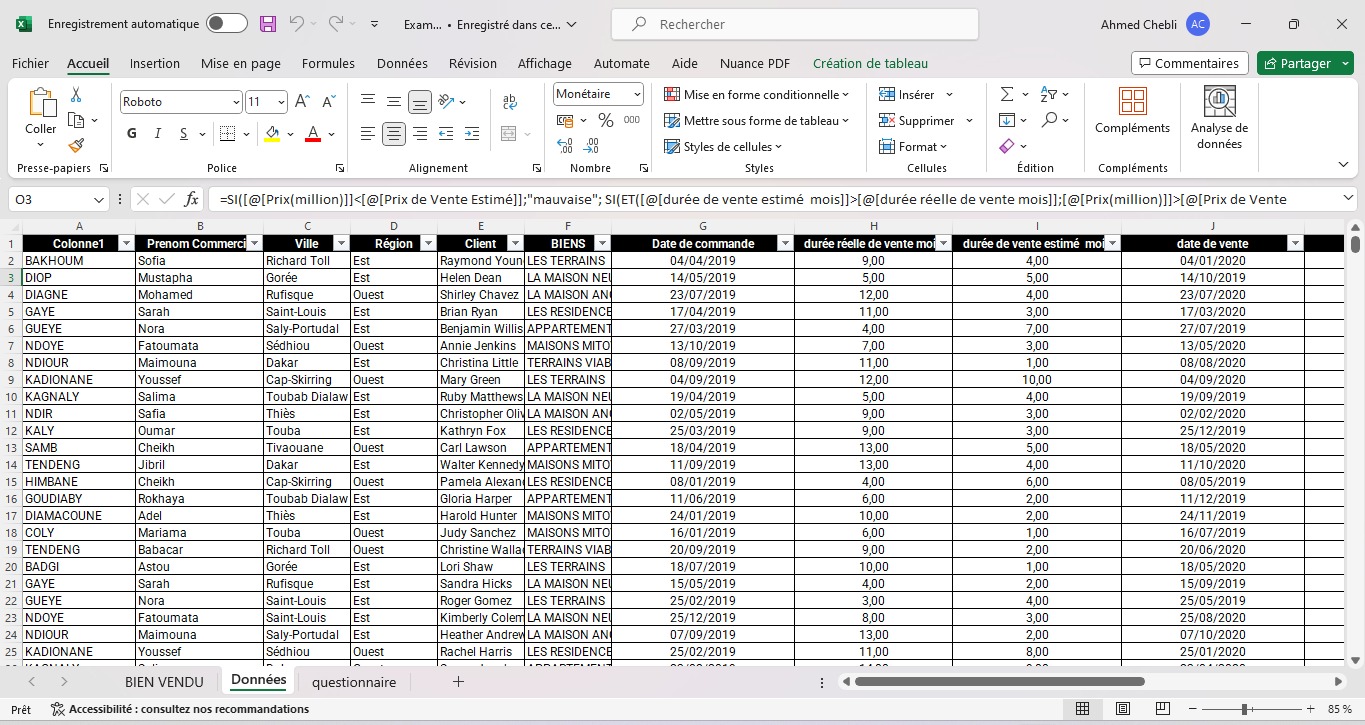 Enregistrement automatique Exam... • Enregistré dans ce... Rechercher Ahmed Chebli AC
Fichier Accueil Insertion Mise en page Formules Données Révision Affichage Automate Aide Nuance PDF Création de tableau Commentaires Partager
Coller Roboto 11 Monétaire Mise en forme conditionnelle Insérer Compléments Analyse de données
G I S A % 000 Mettre sous forme de tableau Supprimer
Styles de cellules Format
Presse-papiers Police Alignement Nombre Styles Cellules Édition Compléments
O3 fx =SI([@[Prix(million)]]<[@[Prix de Vente Estimé]];"mauvaise"; SI(ET([@[durée de vente estimé  mois]]>[@[durée réelle de vente mois]];[@[Prix(million)]]>[@[Prix de Vente
A B C D E F G H I J
1 Colonne1 Prenom Commerci Ville Région Client BIENS Date de commande durée réelle de vente moi durée de vente estimé  moi date de vente
2 BAKHOUM Sofia Richard Toll Est Raymond Youn LES TERRAINS 04/04/2019 9,00 4,00 04/01/2020
3 DIOP Mustapha Gorée Est Helen Dean LA MAISON NEU 14/05/2019 5,00 5,00 14/10/2019
4 DIAGNE Mohamed Rufisque Ouest Shirley Chavez LA MAISON ANC 23/07/2019 12,00 4,00 23/07/2020
5 GAYE Sarah Saint-Louis Est Brian Ryan LES RESIDENCE 17/04/2019 11,00 3,00 17/03/2020
6 GUEYE Nora Saly-Portudal Est Benjamin Willis APPARTEMENT 27/03/2019 4,00 7,00 27/07/2019
7 NDOYE Fatoumata Sédhiou Ouest Annie Jenkins MAISONS MITO 13/10/2019 7,00 3,00 13/05/2020
8 NDIOUR Maimouna Dakar Est Christina Little TERRAINS VIAB 08/09/2019 11,00 1,00 08/08/2020
9 KADIONANE Youssef Cap-Skirring Ouest Mary Green LES TERRAINS 04/09/2019 12,00 10,00 04/09/2020
10 KAGNALY Salima Toubab Dialaw Est Ruby Matthews LA MAISON NEU 19/04/2019 5,00 4,00 19/09/2019
11 NDIR Safia Thiès Est Christopher Oliv LA MAISON ANC 02/05/2019 9,00 3,00 02/02/2020
12 KALY Oumar Touba Est Kathryn Fox LES RESIDENCE 25/03/2019 9,00 3,00 25/12/2019
13 SAMB Cheikh Tivaouane Ouest Carl Lawson APPARTEMENT 18/04/2019 13,00 5,00 18/05/2020
14 TENDENG Jibril Dakar Est Walter Kennedy MAISONS MITO 11/09/2019 13,00 4,00 11/10/2020
15 HIMBANE Cheikh Cap-Skirring Ouest Pamela Alexan LES RESIDENCE 08/01/2019 4,00 6,00 08/05/2019
16 GOUDIABY Rokhaya Toubab Dialaw Est Gloria Harper APPARTEMENT 11/06/2019 6,00 2,00 11/12/2019
17 DIAMACOUNE Adel Thiès Est Harold Hunter MAISONS MITO 24/01/2019 10,00 2,00 24/11/2019
18 COLY Mariama Touba Ouest Judy Sanchez MAISONS MITO 16/01/2019 6,00 1,00 16/07/2019
19 TENDENG Babacar Richard Toll Ouest Christine Walla TERRAINS VIAB 20/09/2019 9,00 2,00 20/06/2020
20 BADGI Astou Gorée Est Lori Shaw LES TERRAINS 18/07/2019 10,00 1,00 18/05/2020
21 GAYE Sarah Rufisque Est Sandra Hicks LA MAISON NEU 15/05/2019 4,00 2,00 15/09/2019
22 GUEYE Nora Saint-Louis Est Roger Gomez LES TERRAINS 25/02/2019 3,00 4,00 25/05/2019
23 NDOYE Fatoumata Saint-Louis Est Kimberly Colem LA MAISON NEU 25/12/2019 8,00 3,00 25/08/2020
24 NDIOUR Maimouna Saly-Portudal Est Heather Andrew LA MAISON ANC 07/09/2019 13,00 2,00 07/10/2020
25 KADIONANE Youssef Sédhiou Ouest Rachel Harris LES RESIDENCE 25/02/2019 11,00 8,00 25/01/2020
BIEN VENDU Données questionnaire
Prêt Accessibilité : consultez nos recommandations 85 %